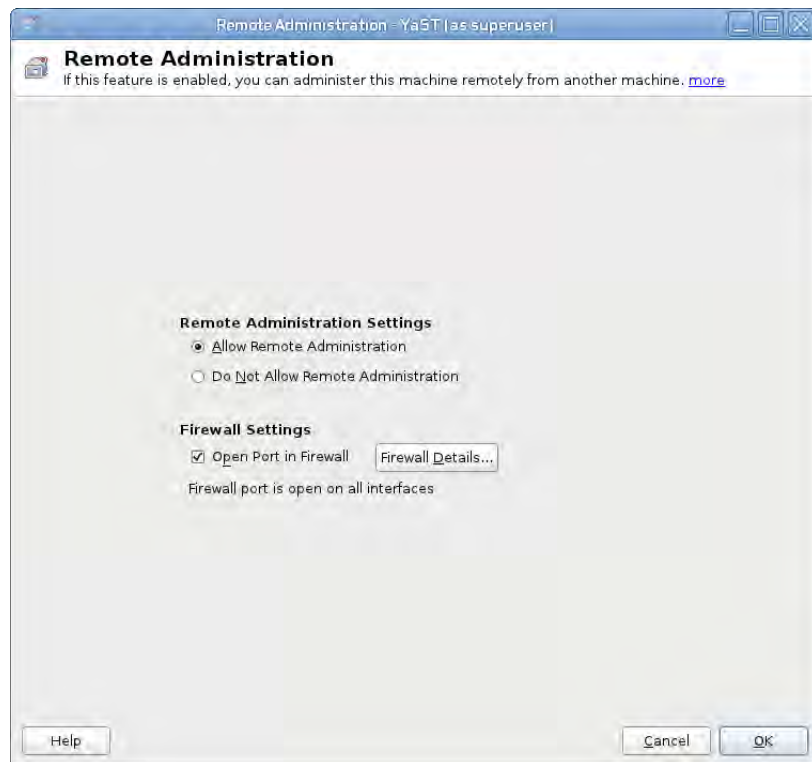 Remote Administration - YaST (as superuser)
Remote Administration
If this feature is enabled, you can administer this machine remotely from another machine. more
Remote Administration Settings
Allow Remote Administration
Do Not Allow Remote Administration
Firewall Settings
Open Port in Firewall Firewall Details...
Firewall port is open on all interfaces
Help Cancel OK